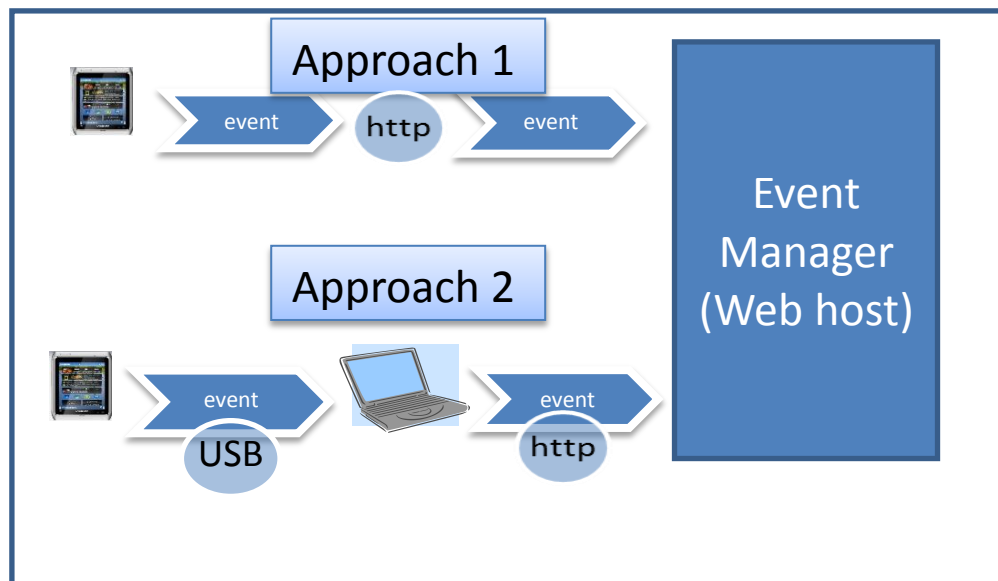 Approach 1
event
http
event
Event
Manager
(Web host)
Approach 2
event
USB
event
http